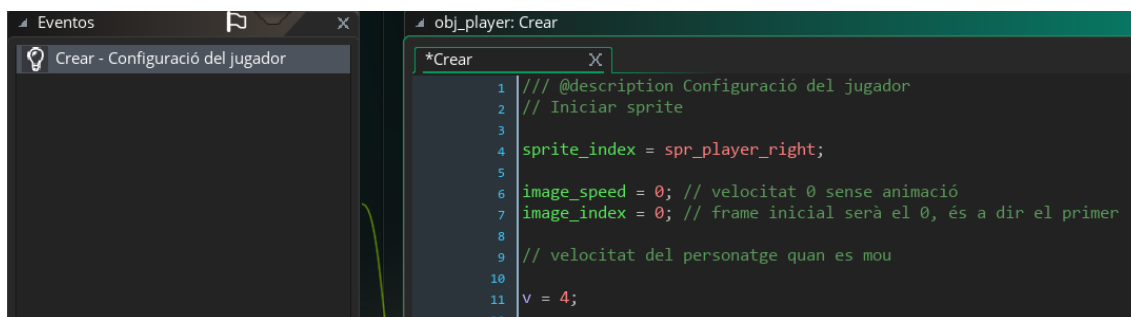 Eventos
Crear - Configuració del jugador
obj_player: Crear
*Crear
1 /// @description Configuració del jugador
2 // Iniciar sprite
3
4 sprite_index = spr_player_right;
5
6 image_speed = 0; // velocitat 0 sense animació
7 image_index = 0; // frame inicial serà el 0, és a dir el primer
8
9 // velocitat del personatge quan es mou
10
11 v = 4;